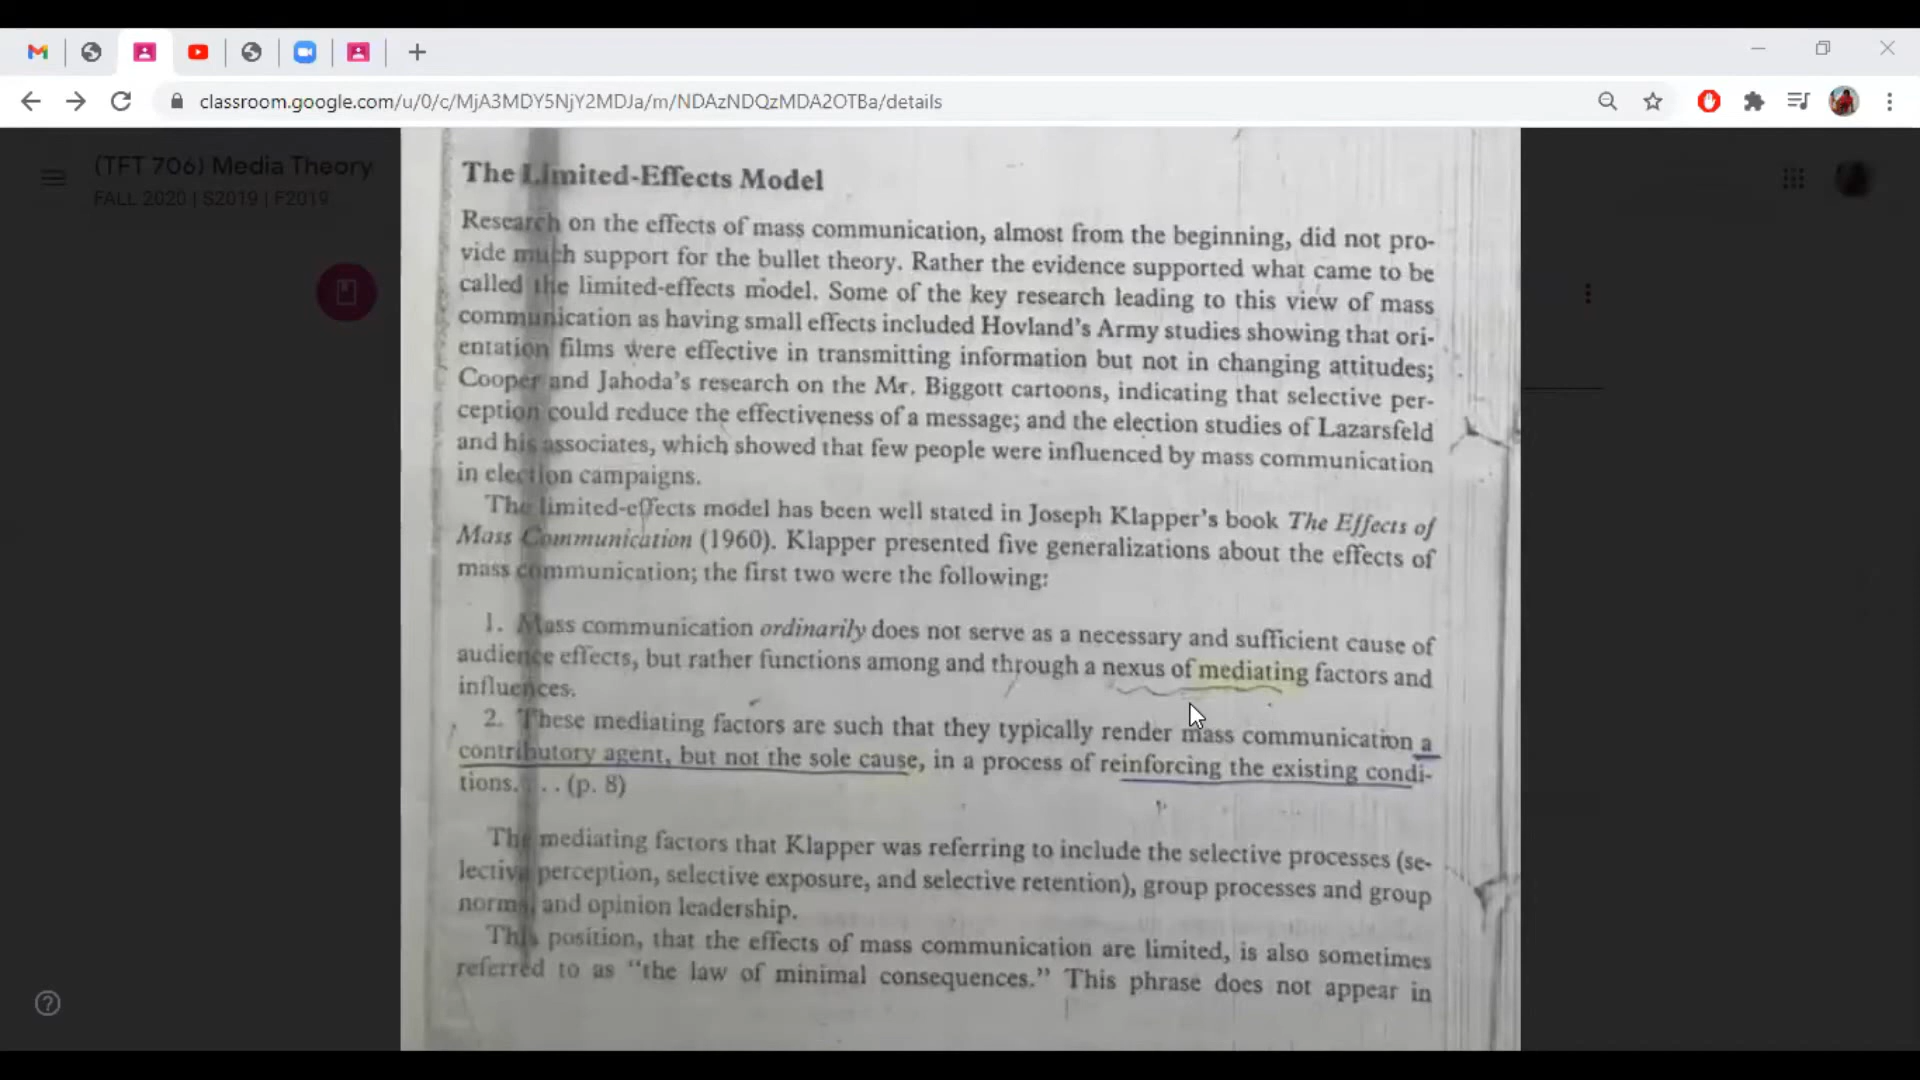 classroom.google.com/u/0/c/MjA3MDY5NjY2MDJa/m/NDAzNDQzMDA2OTBa/details
(TFT 706) Media Theory
FALL 2020 | S2019 | F2019
The Limited-Effects Model
Research on the effects of mass communication, almost from the beginning, did not pro-
vide much support for the bullet theory. Rather the evidence supported what came to be
called the limited-effects model. Some of the key research leading to this view of mass
communication as having small effects included Hovland's Army studies showing that ori-
entation films were effective in transmitting information but not in changing attitudes;
Cooper and Jahoda's research on the Mr. Biggott cartoons, indicating that selective per-
ception could reduce the effectiveness of a message; and the election studies of Lazarsfeld
and his associates, which showed that few people were influenced by mass communication
in election campaigns.
The limited-effects model has been well stated in Joseph Klapper's book The Effects of
Mass Communication (1960). Klapper presented five generalizations about the effects of
mass communication; the first two were the following:
1. Mass communication ordinarily does not serve as a necessary and sufficient cause of
audience effects, but rather functions among and through a nexus of mediating factors and
influences.
2. These mediating factors are such that they typically render mass communication a
contributory agent, but not the sole cause, in a process of reinforcing the existing condi-
tions. . . . (p. 8)
The mediating factors that Klapper was referring to include the selective processes (se-
lective perception, selective exposure, and selective retention), group processes and group
norms, and opinion leadership.
This position, that the effects of mass communication are limited, is also sometimes
referred to as "the law of minimal consequences." This phrase does not appear in